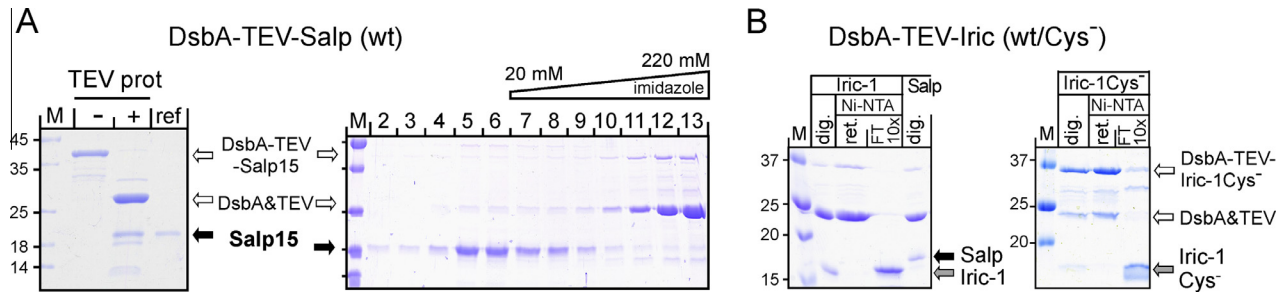 A
DsbA-TEV-Salp (wt)
TEV prot
M - + ref
45
35
25
18
14
DsbA-TEV
-Salp15
DsbA&TEV
Salp15
20 mM
220 mM
imidazole
M 2 3 4 5 6 7 8 9 10 11 12 13
B
DsbA-TEV-Iric (wt/Cys⁻)
Iric-1
Salp
Ni-NTA
M dig. ret. FT 10x dig.
37
25
20
15
Salp
Iric-1
Iric-1Cys⁻
Ni-NTA
M dig. ret. FT 10x
37
25
20
DsbA-TEV-
Iric-1Cys⁻
DsbA&TEV
Iric-1
Cys⁻